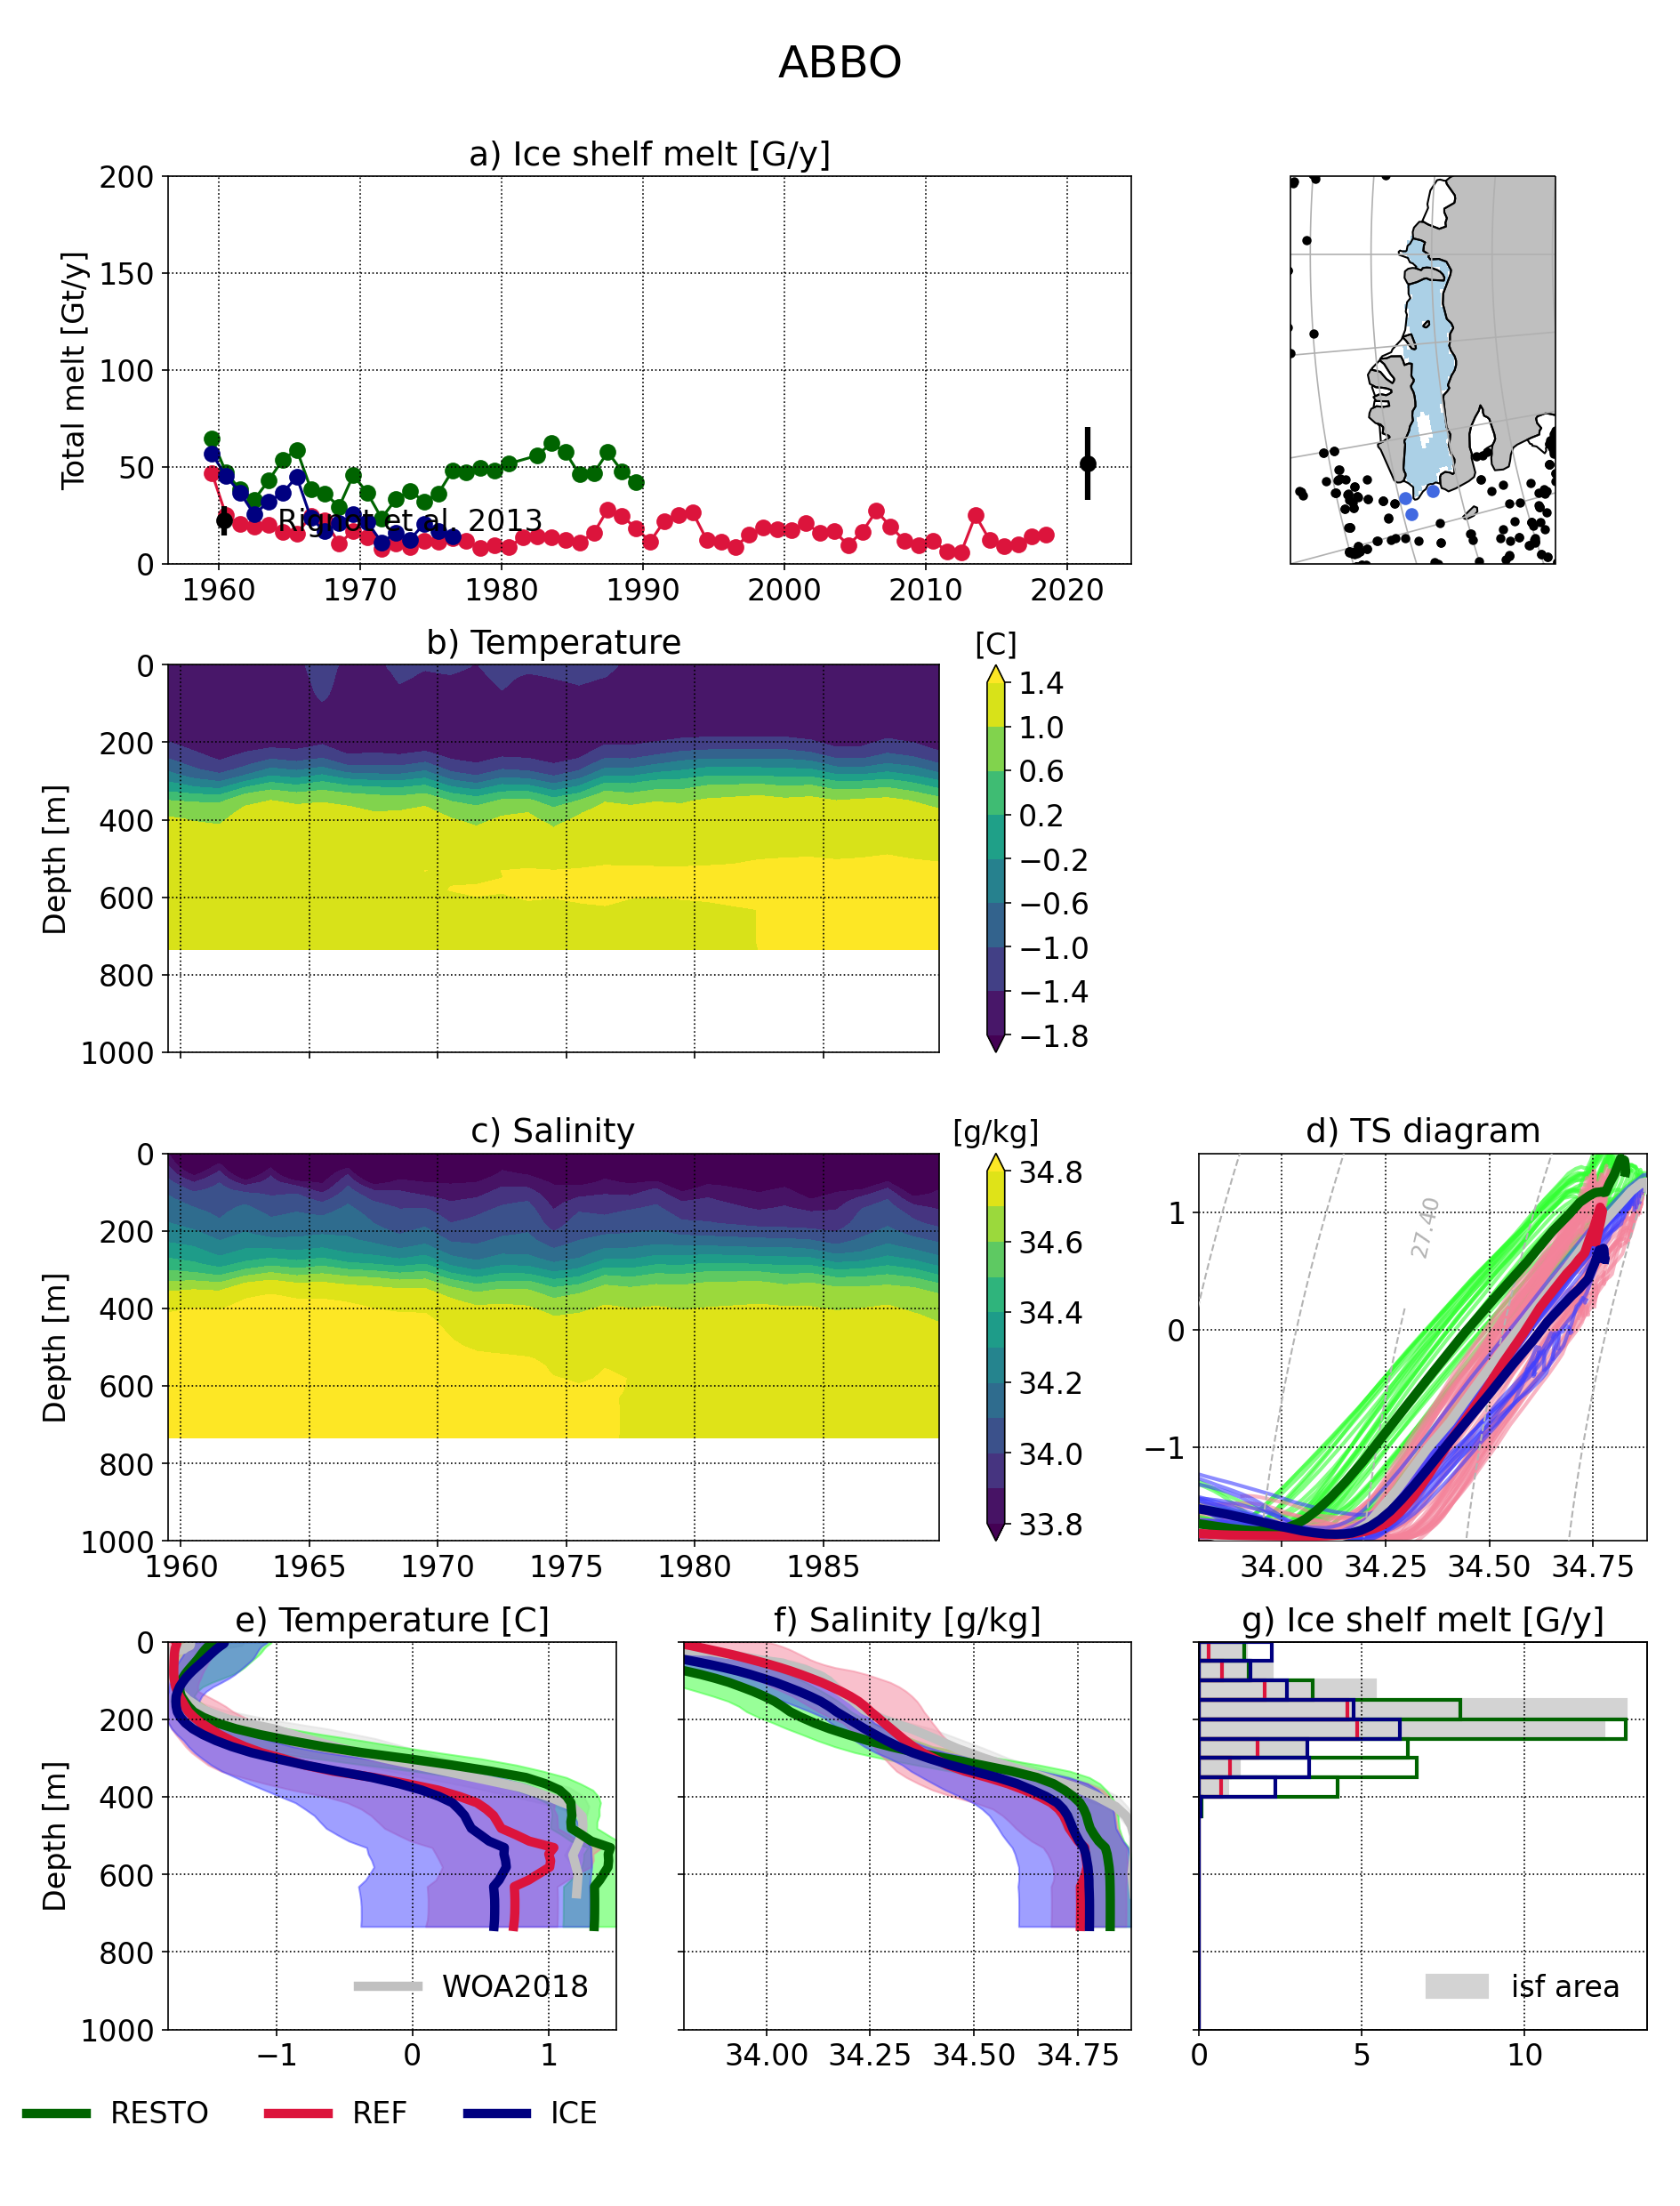 ABBO
a) Ice shelf melt [G/y]
Total melt [Gt/y]
200
150
100
50
0
Rignot et al. 2013
1960 1970 1980 1990 2000 2010 2020
b) Temperature
[C]
Depth [m]
0
200
400
600
800
1000
1.4
1.0
0.6
0.2
−0.2
−0.6
−1.0
−1.4
−1.8
c) Salinity
[g/kg]
Depth [m]
0
200
400
600
800
1000
1960 1965 1970 1975 1980 1985
34.8
34.6
34.4
34.2
34.0
33.8
d) TS diagram
27.40
1
0
−1
34.00 34.25 34.50 34.75
e) Temperature [C]
Depth [m]
0
200
400
600
800
1000
WOA2018
−1 0 1
f) Salinity [g/kg]
34.00 34.25 34.50 34.75
g) Ice shelf melt [G/y]
isf area
0 5 10
RESTO REF ICE